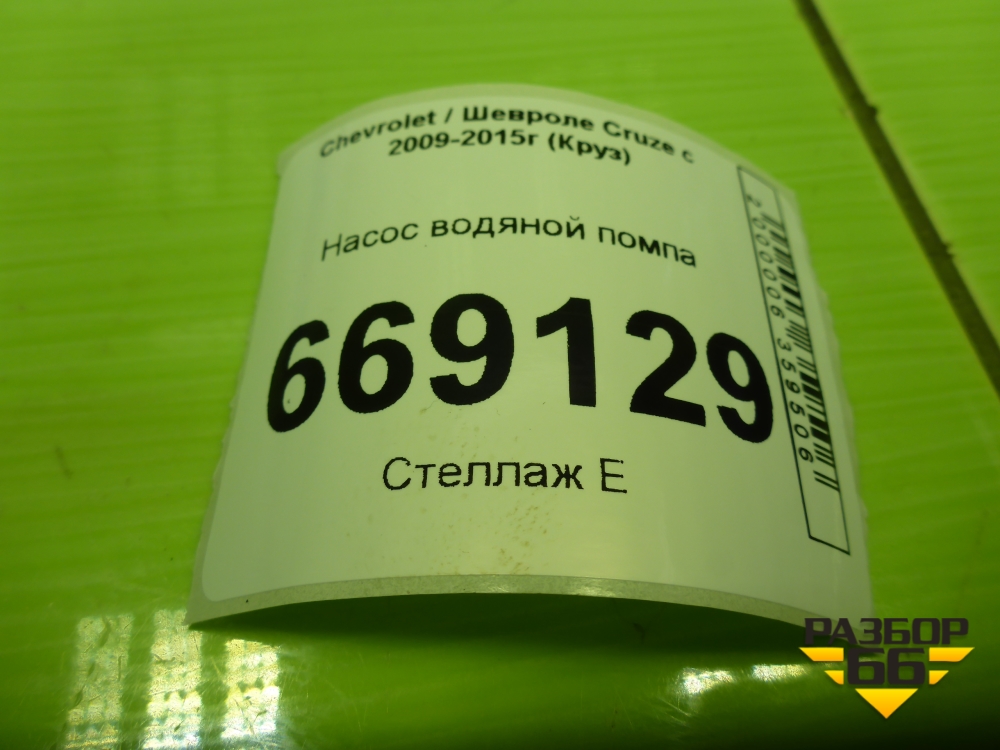 Chevrolet / Шевроле Cruze с
2009-2015г (Круз)
Насос водяной помпа
669129
Стеллаж Е
2000006359506
РАЗБОР
66